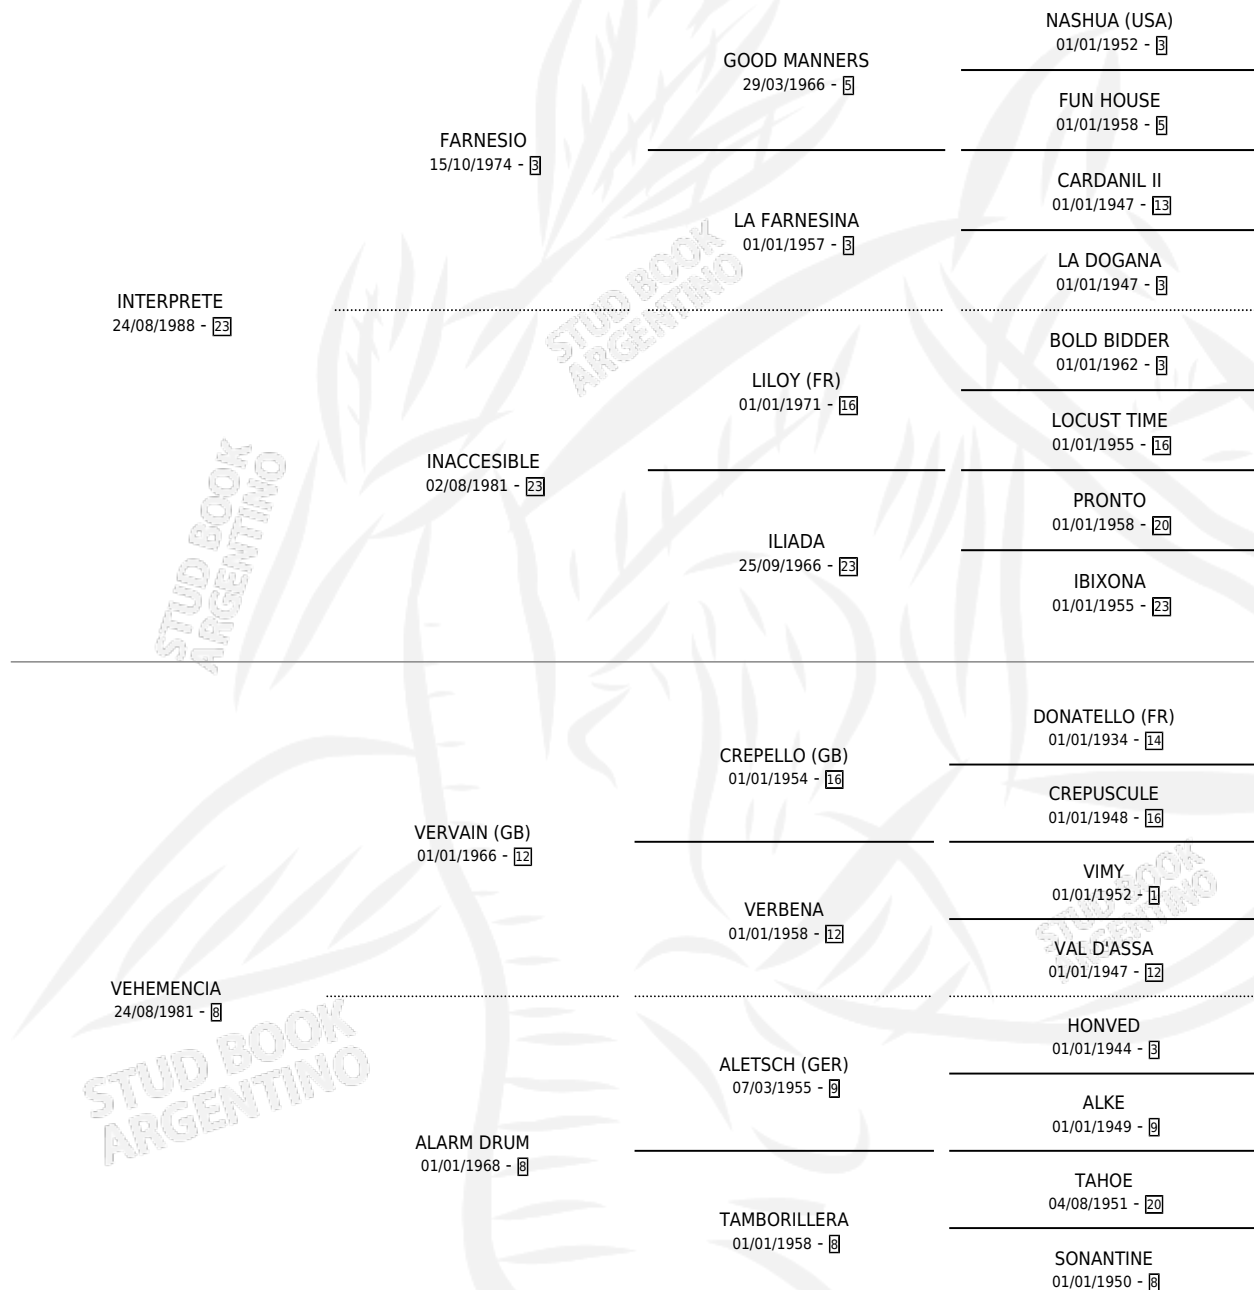 NASHUA (USA)
01/01/1952 - 3
GOOD MANNERS
29/03/1966 - 5
FUN HOUSE
01/01/1958 - 5
FARNESIO
15/10/1974 - 3
CARDANIL II
01/01/1947 - 13
LA FARNESINA
01/01/1957 - 3
LA DOGANA
01/01/1947 - 3
INTERPRETE
24/08/1988 - 23
BOLD BIDDER
01/01/1962 - 3
LILOY (FR)
01/01/1971 - 16
LOCUST TIME
01/01/1955 - 16
INACCESIBLE
02/08/1981 - 23
PRONTO
01/01/1958 - 20
ILIADA
25/09/1966 - 23
IBIXONA
01/01/1955 - 23
DONATELLO (FR)
01/01/1934 - 14
CREPELLO (GB)
01/01/1954 - 16
CREPUSCULE
01/01/1948 - 16
VERVAIN (GB)
01/01/1966 - 12
VIMY
01/01/1952 - 1
VERBENA
01/01/1958 - 12
VAL D'ASSA
01/01/1947 - 12
VEHEMENCIA
24/08/1981 - 8
HONVED
01/01/1944 - 3
ALETSCH (GER)
07/03/1955 - 9
ALKE
01/01/1949 - 9
ALARM DRUM
01/01/1968 - 8
TAHOE
04/08/1951 - 20
TAMBORILLERA
01/01/1958 - 8
SONANTINE
01/01/1950 - 8
STUD BOOK
ARGENTINO
STUD BOOK
ARGENTINO
STUD BOOK
ARGENTINO
STUD BOOK
ARGENTINO